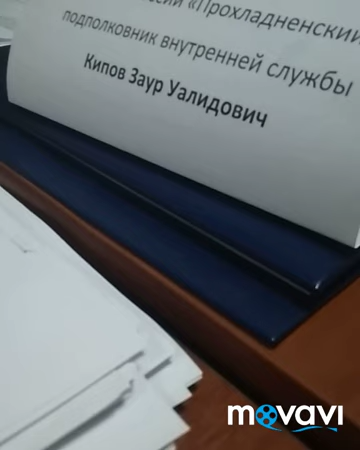 «Прохладненский
подполковник внутренней службы
Кипов Заур Уалидович
movavi